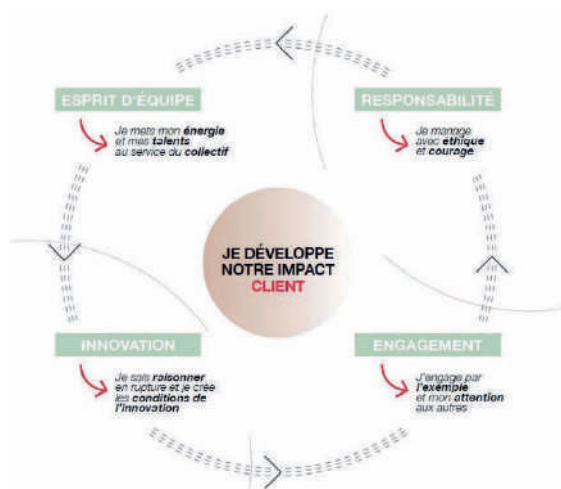 ESPRIT D'ÉQUIPE
Je mets mon énergie
et mes talents
au service du collectif
RESPONSABILITÉ
Je manage
avec éthique
et courage
JE DÉVELOPPE
NOTRE IMPACT
CLIENT
INNOVATION
Je sais raisonner
en rupture et je crée
les conditions de
l'innovation
ENGAGEMENT
J'engage par
l'exemple
et mon attention
aux autres